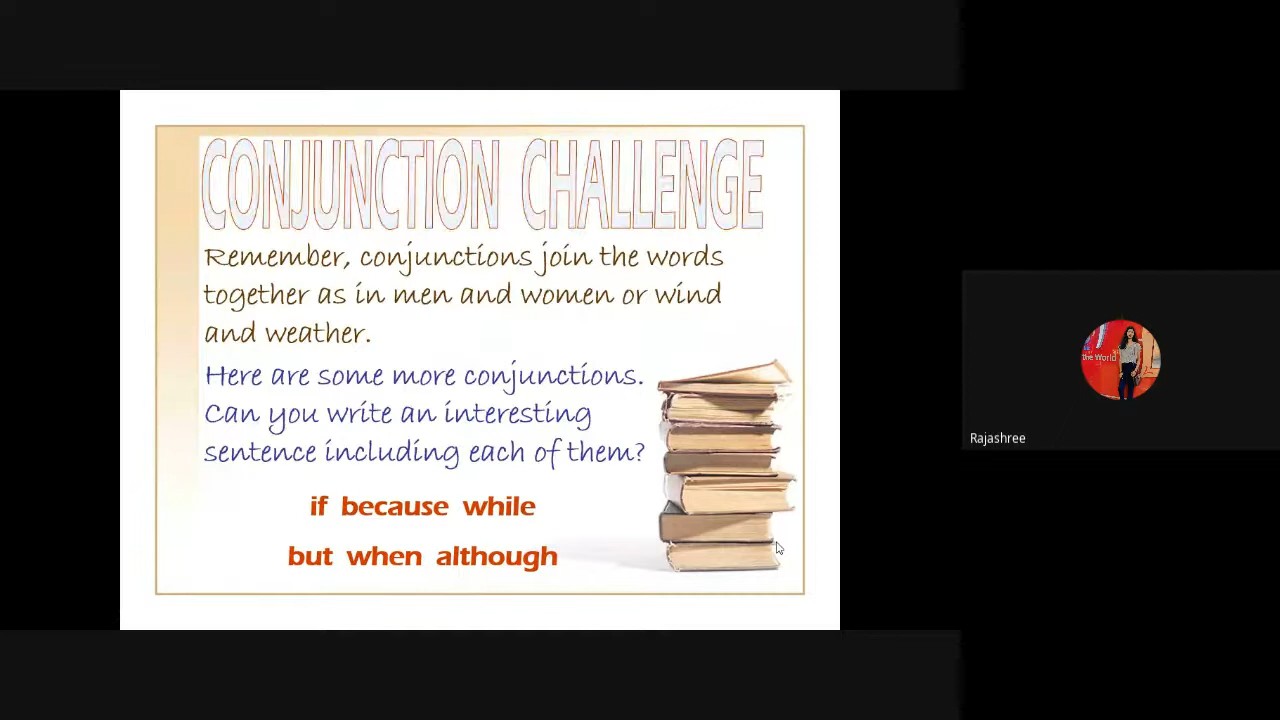 CONJUNCTION CHALLENGE
Remember, conjunctions join the words
together as in men and women or wind
and weather.
Here are some more conjunctions.
Can you write an interesting
sentence including each of them?
if because while
but when although
the World
Rajashree